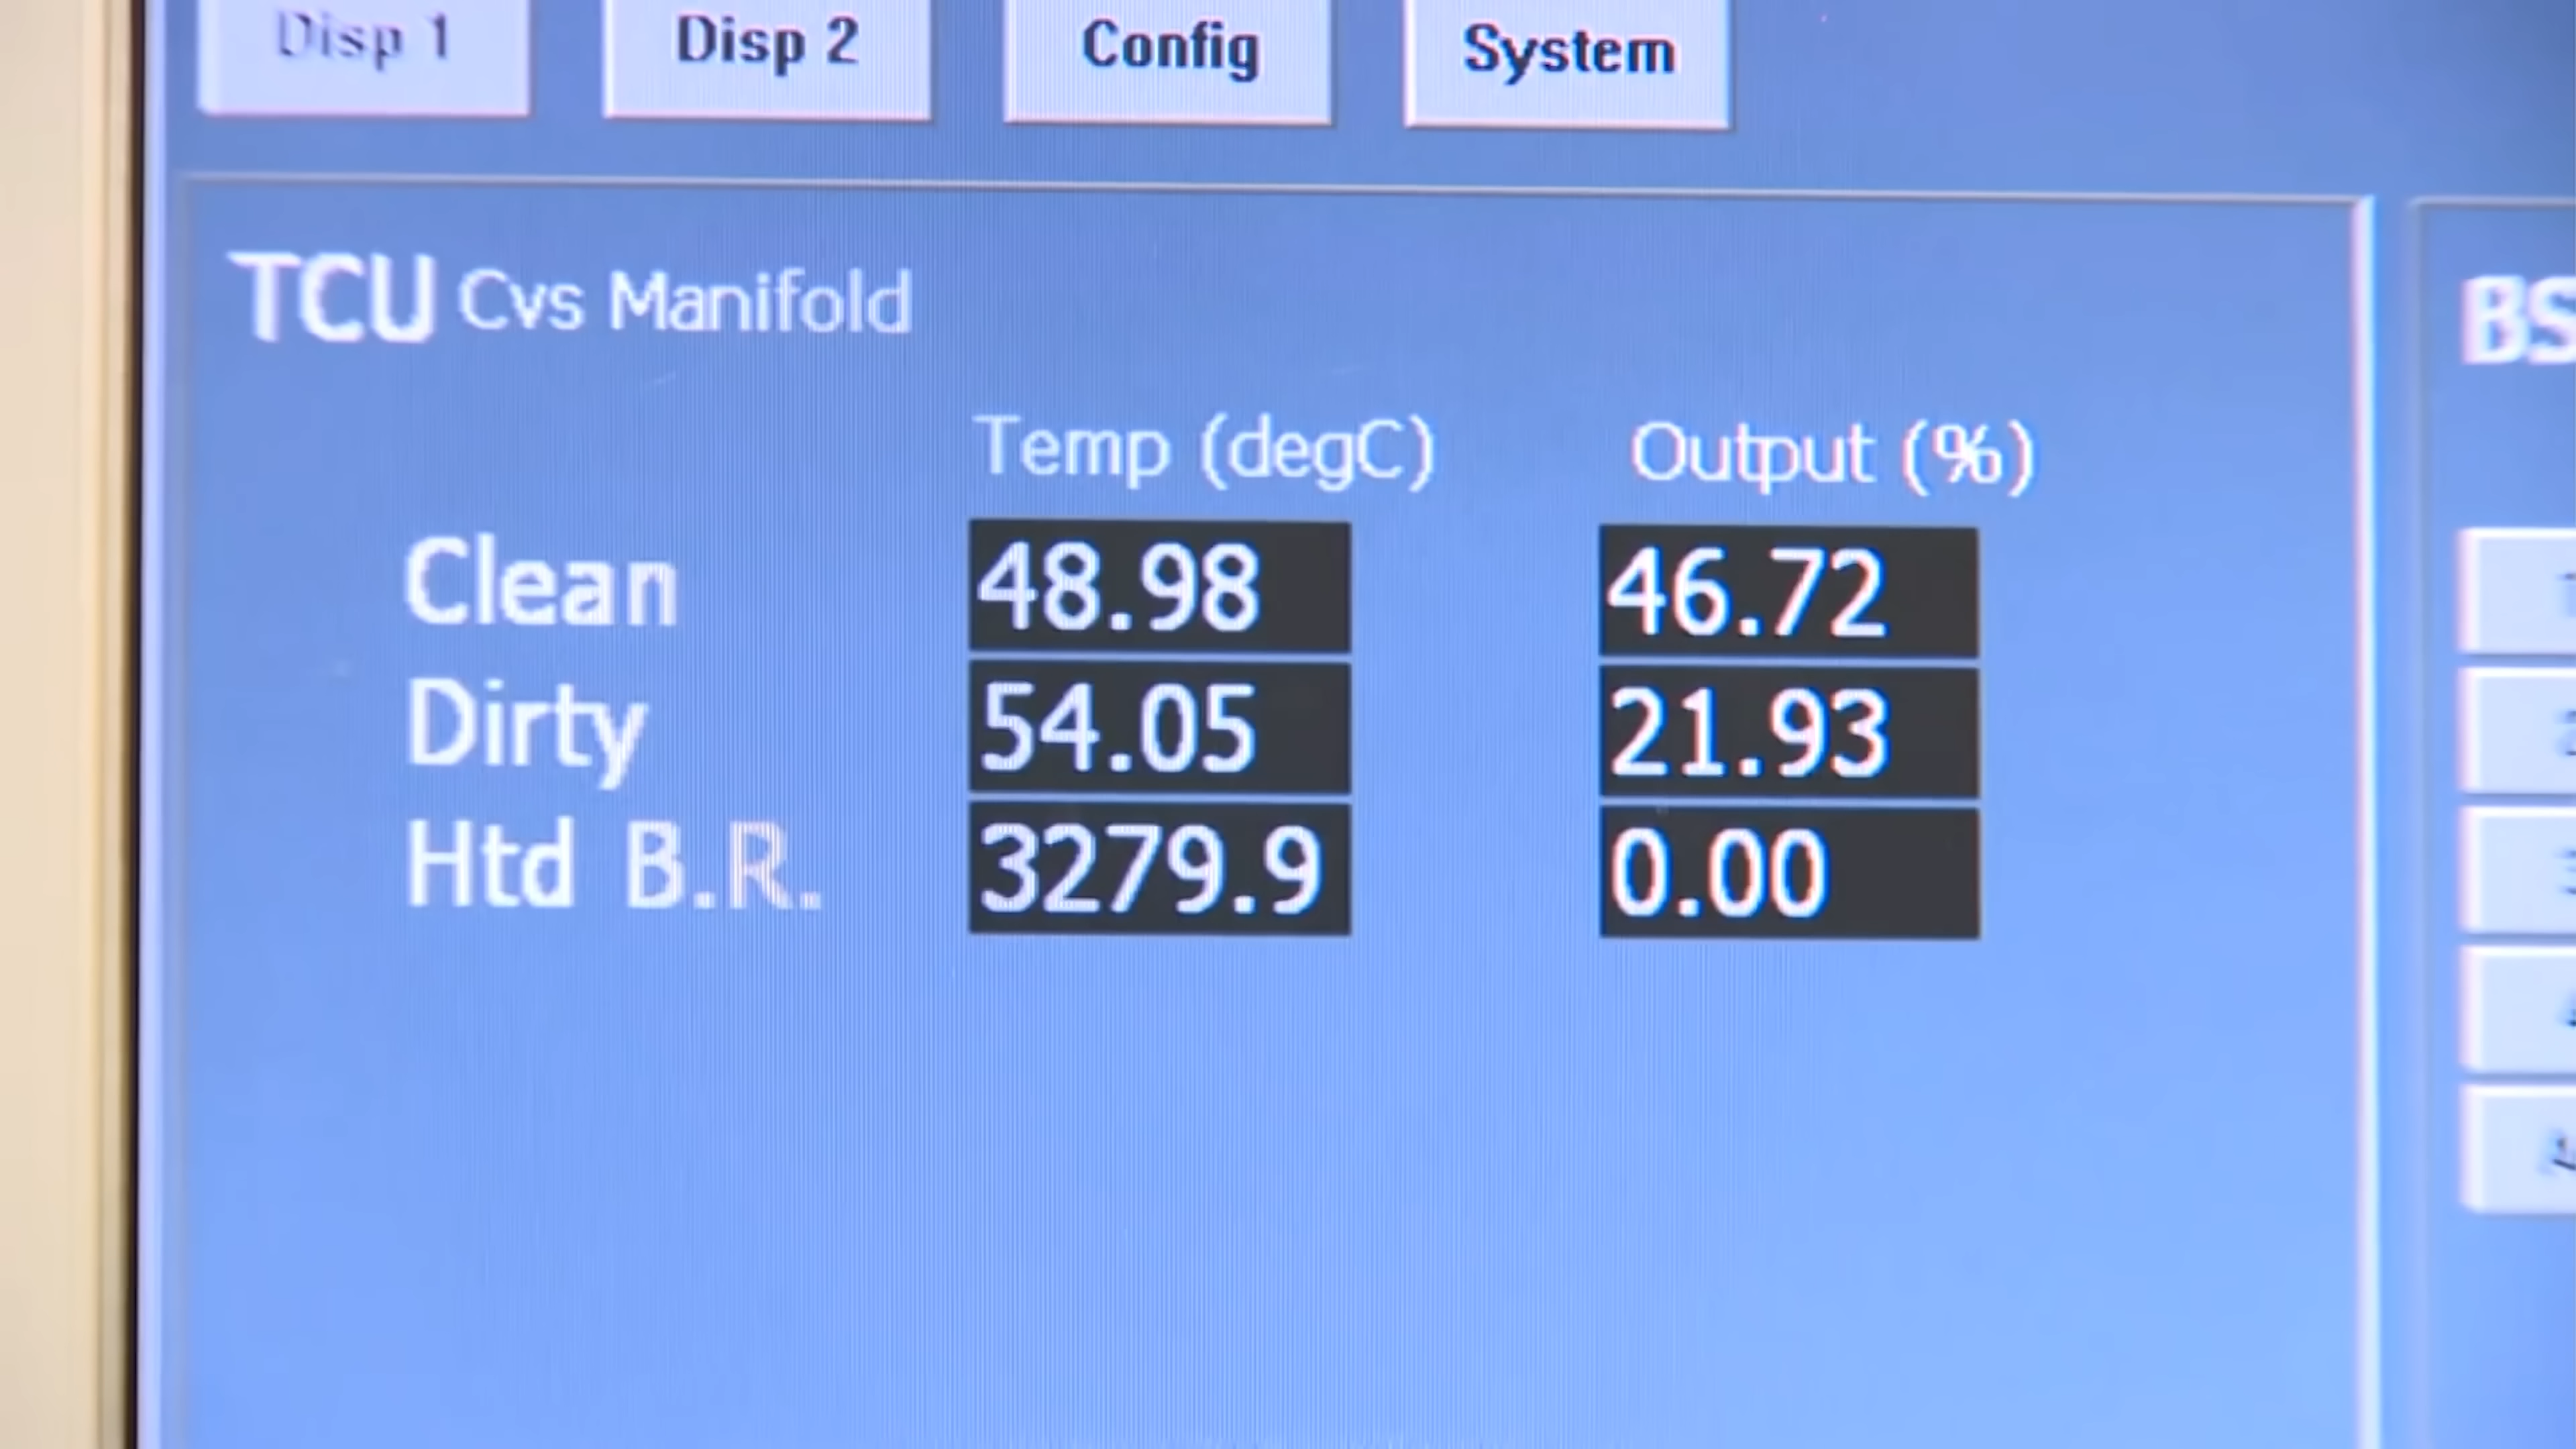 Disp 1 Disp 2 Config System
TCU Cvs Manifold
BS
Temp (degC) Output (%)
Clean 48.98 46.72
Dirty 54.05 21.93
Htd B.R. 3279.9 0.00